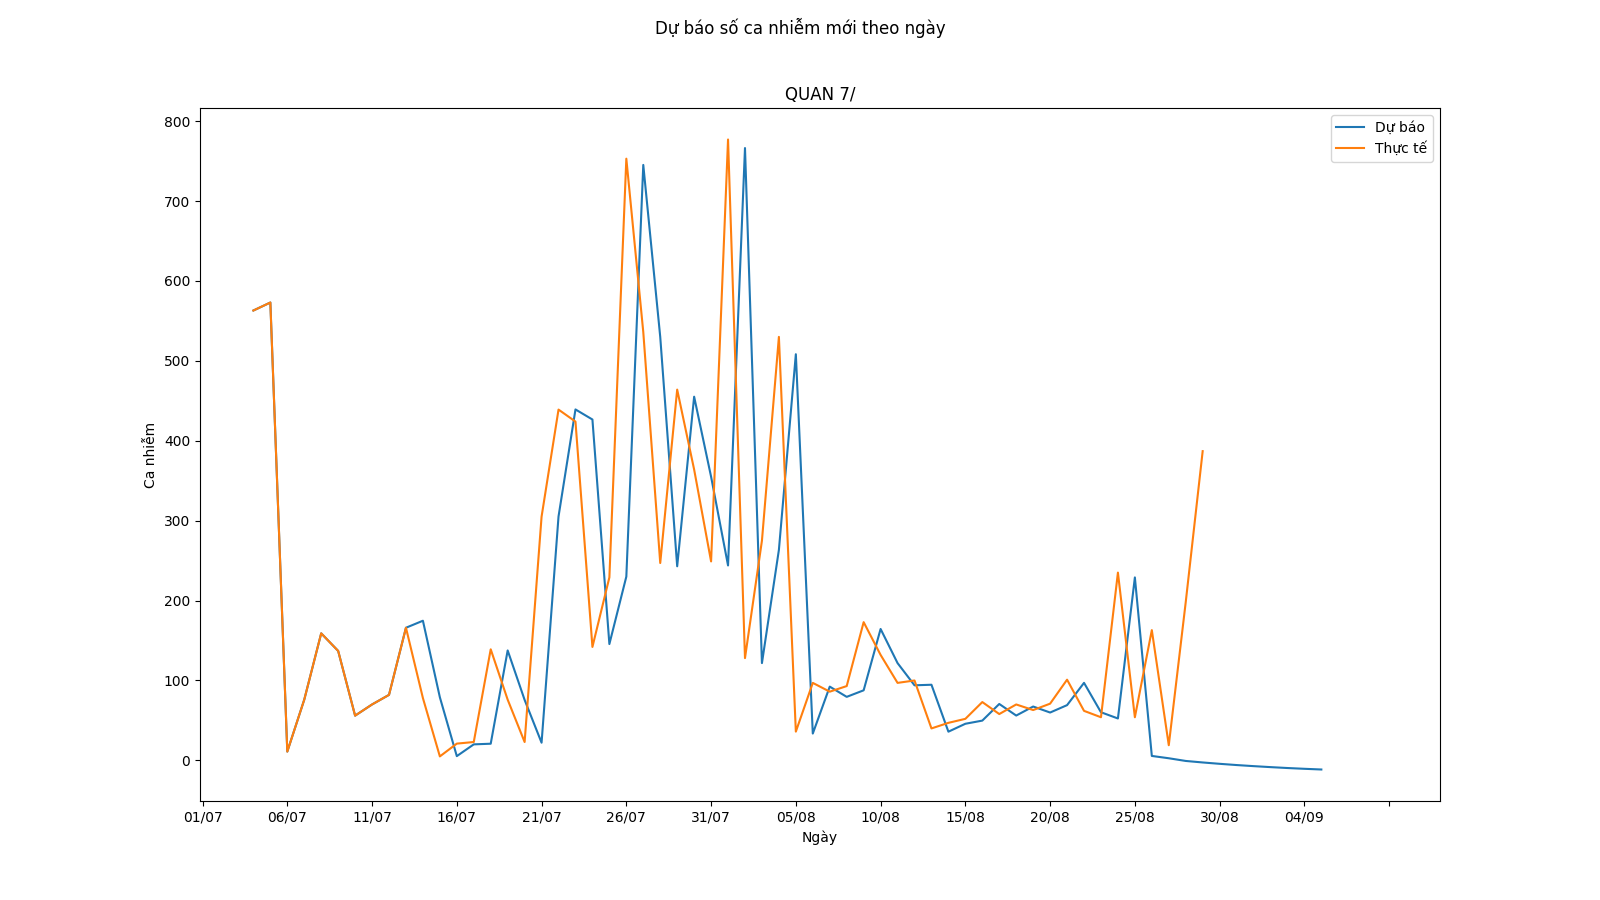 Dự báo số ca nhiễm mới theo ngày
QUAN 7/
Dự báo
Thực tế
Ca nhiễm
800
700
600
500
400
300
200
100
0
01/07 06/07 11/07 16/07 21/07 26/07 31/07 05/08 10/08 15/08 20/08 25/08 30/08 04/09
Ngày